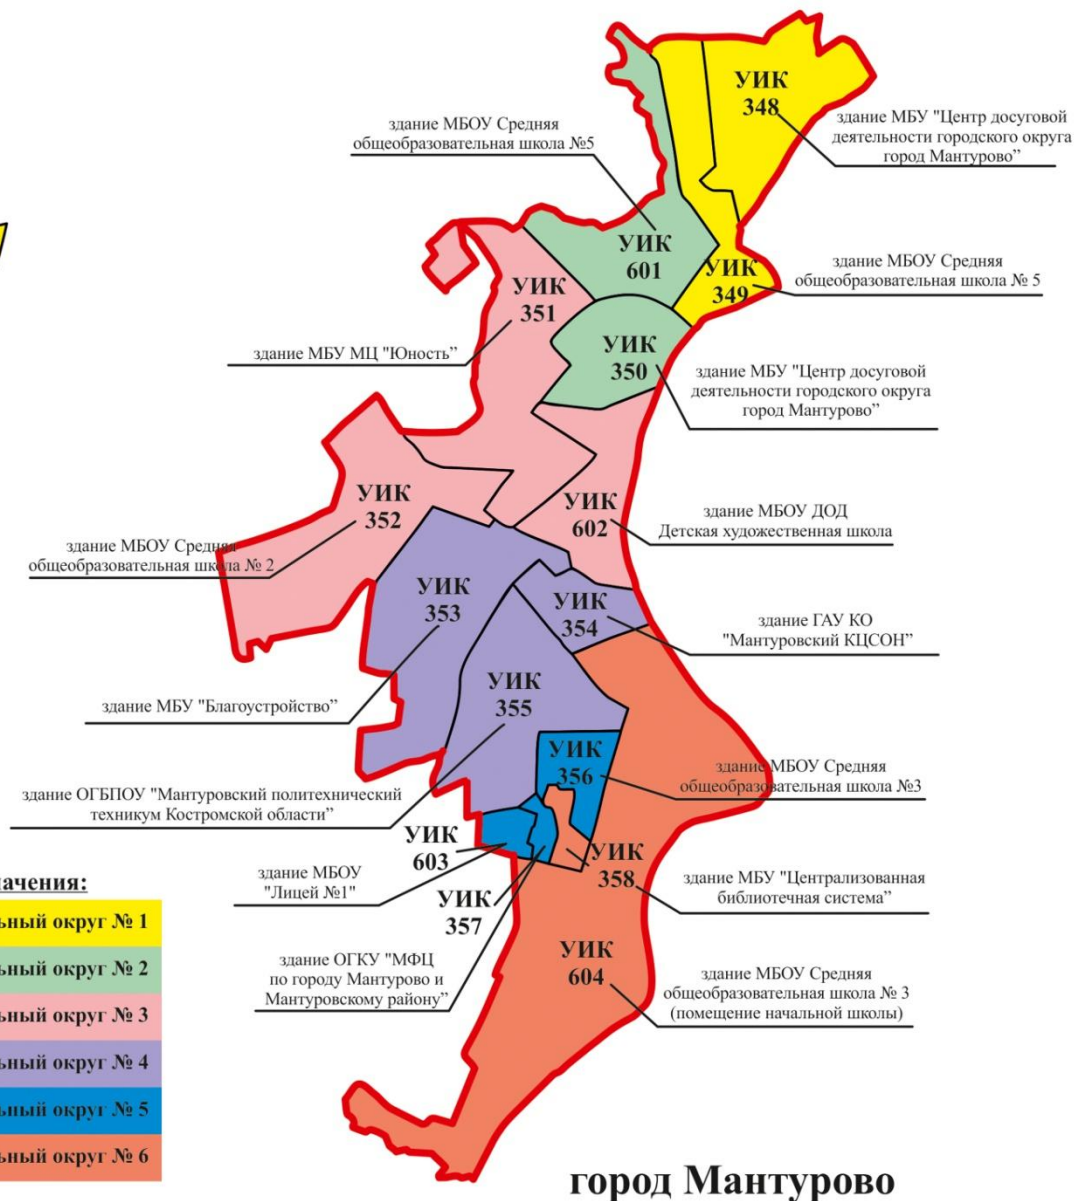 УИК
348
здание МБУ "Центр досуговой
деятельности городского округа
город Мантурово”
здание МБОУ Средняя
общеобразовательная школа №5
УИК
601
УИК
349
здание МБОУ Средняя
общеобразовательная школа № 5
УИК
351
здание МБУ МЦ "Юность”
УИК
350
здание МБУ "Центр досуговой
деятельности городского округа
город Мантурово”
УИК
352
здание МБОУ Средняя
общеобразовательная школа № 2
УИК
602
здание МБОУ ДОД
Детская художественная школа
УИК
353
здание МБУ "Благоустройство”
УИК
354
здание ГАУ КО
"Мантуровский КЦСОН”
УИК
355
здание ОГБПОУ "Мантуровский политехнический
техникум Костромской области”
УИК
356
здание МБОУ Средняя
общеобразовательная школа №3
УИК
603
здание МБОУ
"Лицей №1"
УИК
357
здание ОГКУ "МФЦ
по городу Мантурово и
Мантуровскому району”
УИК
358
здание МБУ "Централизованная
библиотечная система”
УИК
604
здание МБОУ Средняя
общеобразовательная школа № 3
(помещение начальной школы)
начения:
ьный округ № 1
ьный округ № 2
ьный округ № 3
ьный округ № 4
ьный округ № 5
ьный округ № 6
город Мантурово